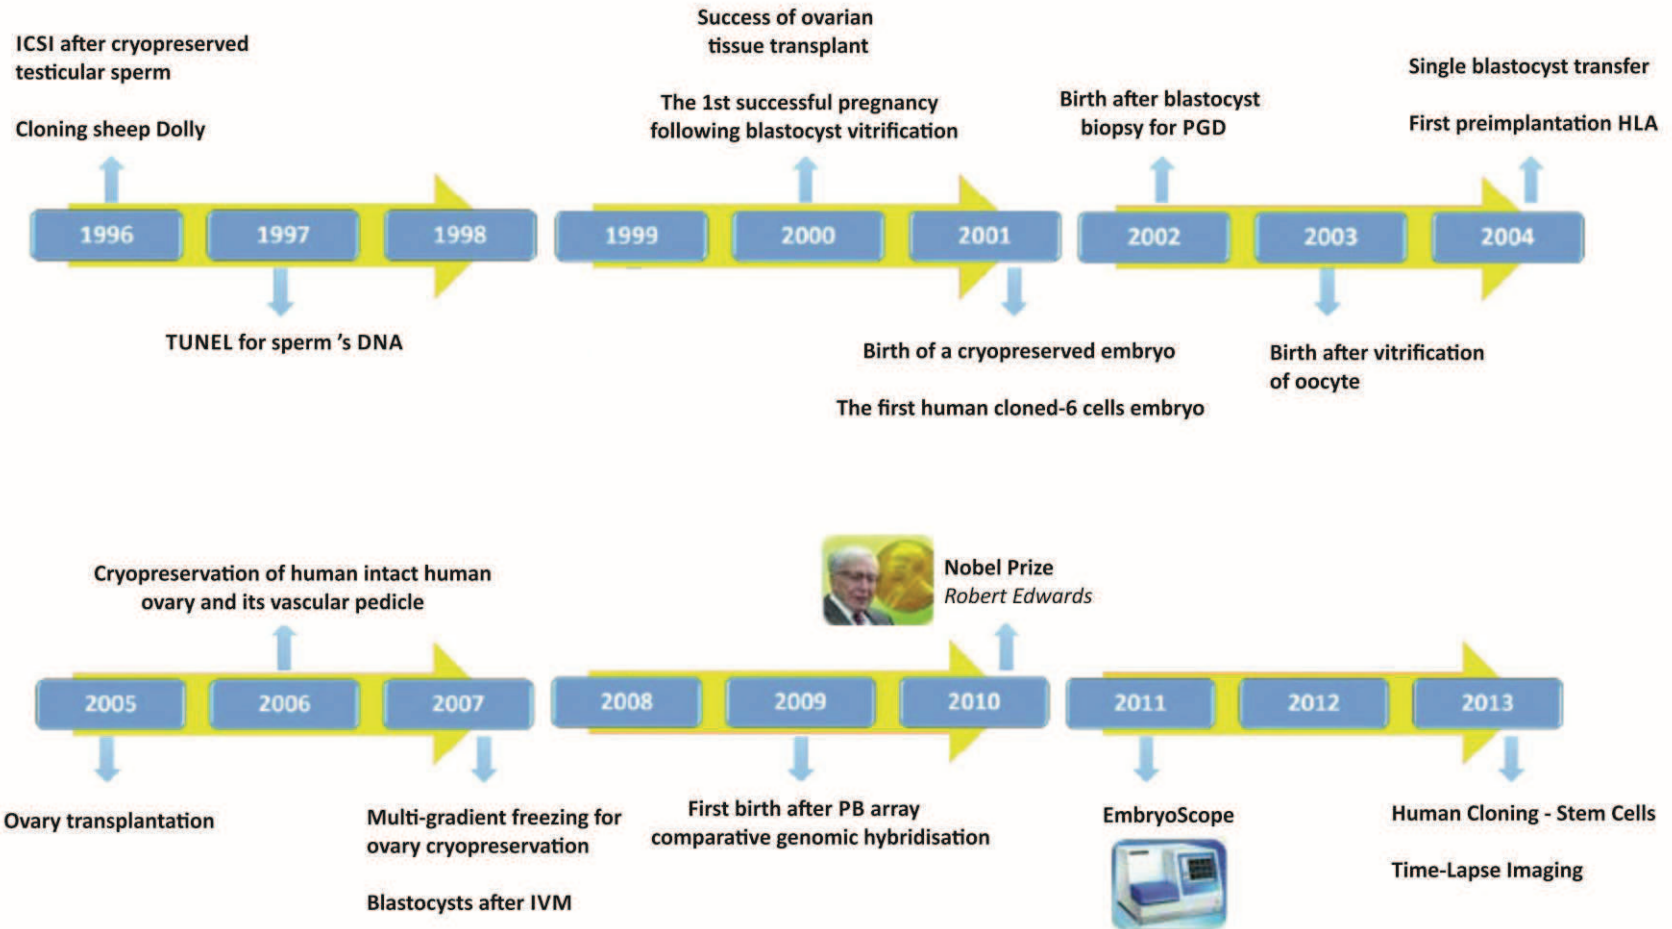 ICSI after cryopreserved
testicular sperm
Cloning sheep Dolly
Success of ovarian
tissue transplant
The 1st successful pregnancy
following blastocyst vitrification
Birth after blastocyst
biopsy for PGD
Single blastocyst transfer
First preimplantation HLA
1996
1997
1998
1999
2000
2001
2002
2003
2004
TUNEL for sperm 's DNA
Birth of a cryopreserved embryo
The first human cloned-6 cells embryo
Birth after vitrification
of oocyte
Cryopreservation of human intact human
ovary and its vascular pedicle
Nobel Prize
Robert Edwards
2005
2006
2007
2008
2009
2010
2011
2012
2013
Ovary transplantation
Multi-gradient freezing for
ovary cryopreservation
Blastocysts after IVM
First birth after PB array
comparative genomic hybridisation
EmbryoScope
Human Cloning - Stem Cells
Time-Lapse Imaging